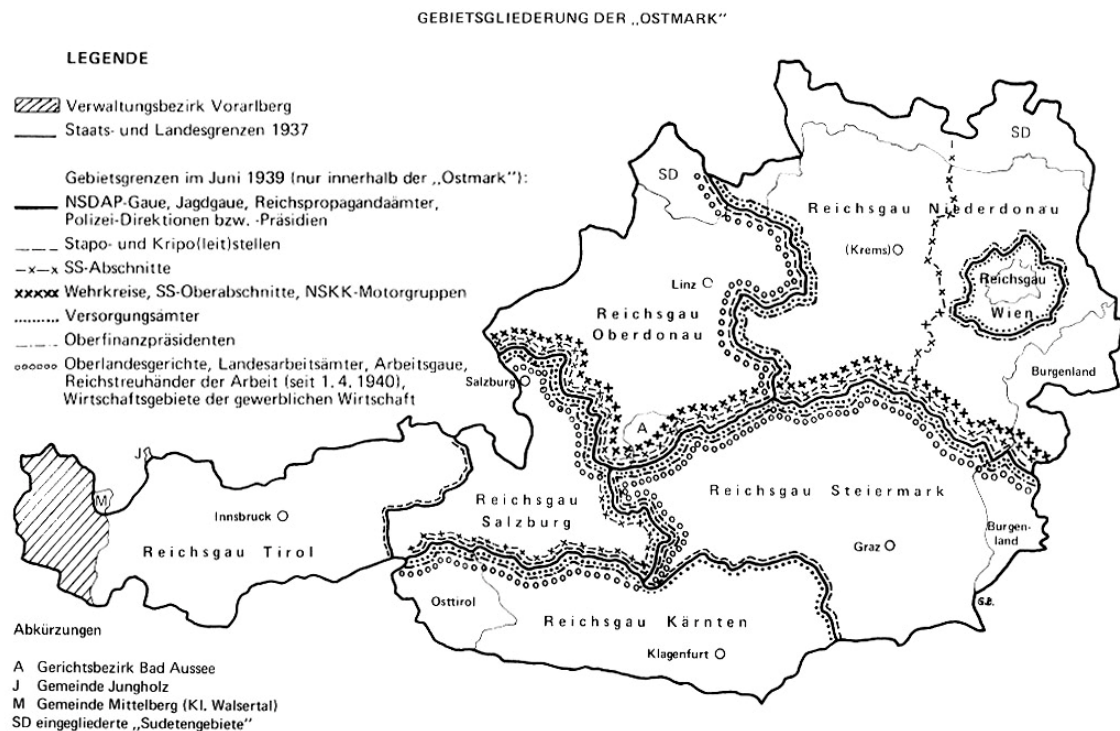 GEBIETSGLIEDERUNG DER „OSTMARK"
LEGENDE
Verwaltungsbezirk Vorarlberg
Staats- und Landesgrenzen 1937
Gebietsgrenzen im Juni 1939 (nur innerhalb der „Ostmark"):
NSDAP-Gaue, Jagdgaue, Reichspropagandaämter,
Polizei-Direktionen bzw. -Präsidien
Stapo- und Kripo(leit)stellen
SS-Abschnitte
Wehrkreise, SS-Oberabschnitte, NSKK-Motorgruppen
Versorgungsämter
Oberfinanzpräsidenten
Oberlandesgerichte, Landesarbeitsämter, Arbeitsgaue,
Reichstreuhänder der Arbeit (seit 1. 4. 1940),
Wirtschaftsgebiete der gewerblichen Wirtschaft
SD
SD
Reichsgau Niederdonau
(Krems)
Reichsgau
Wien
Linz
Reichsgau
Oberdonau
Burgenland
Salzburg
A
J
M
Innsbruck
Reichsgau Tirol
Reichsgau
Salzburg
Reichsgau Steiermark
Graz
Burgen-
land
Osttirol
Reichsgau Kärnten
Klagenfurt
G.B.
Abkürzungen
A Gerichtsbezirk Bad Aussee
J Gemeinde Jungholz
M Gemeinde Mittelberg (Kl. Walsertal)
SD eingegliederte „Sudetengebiete"